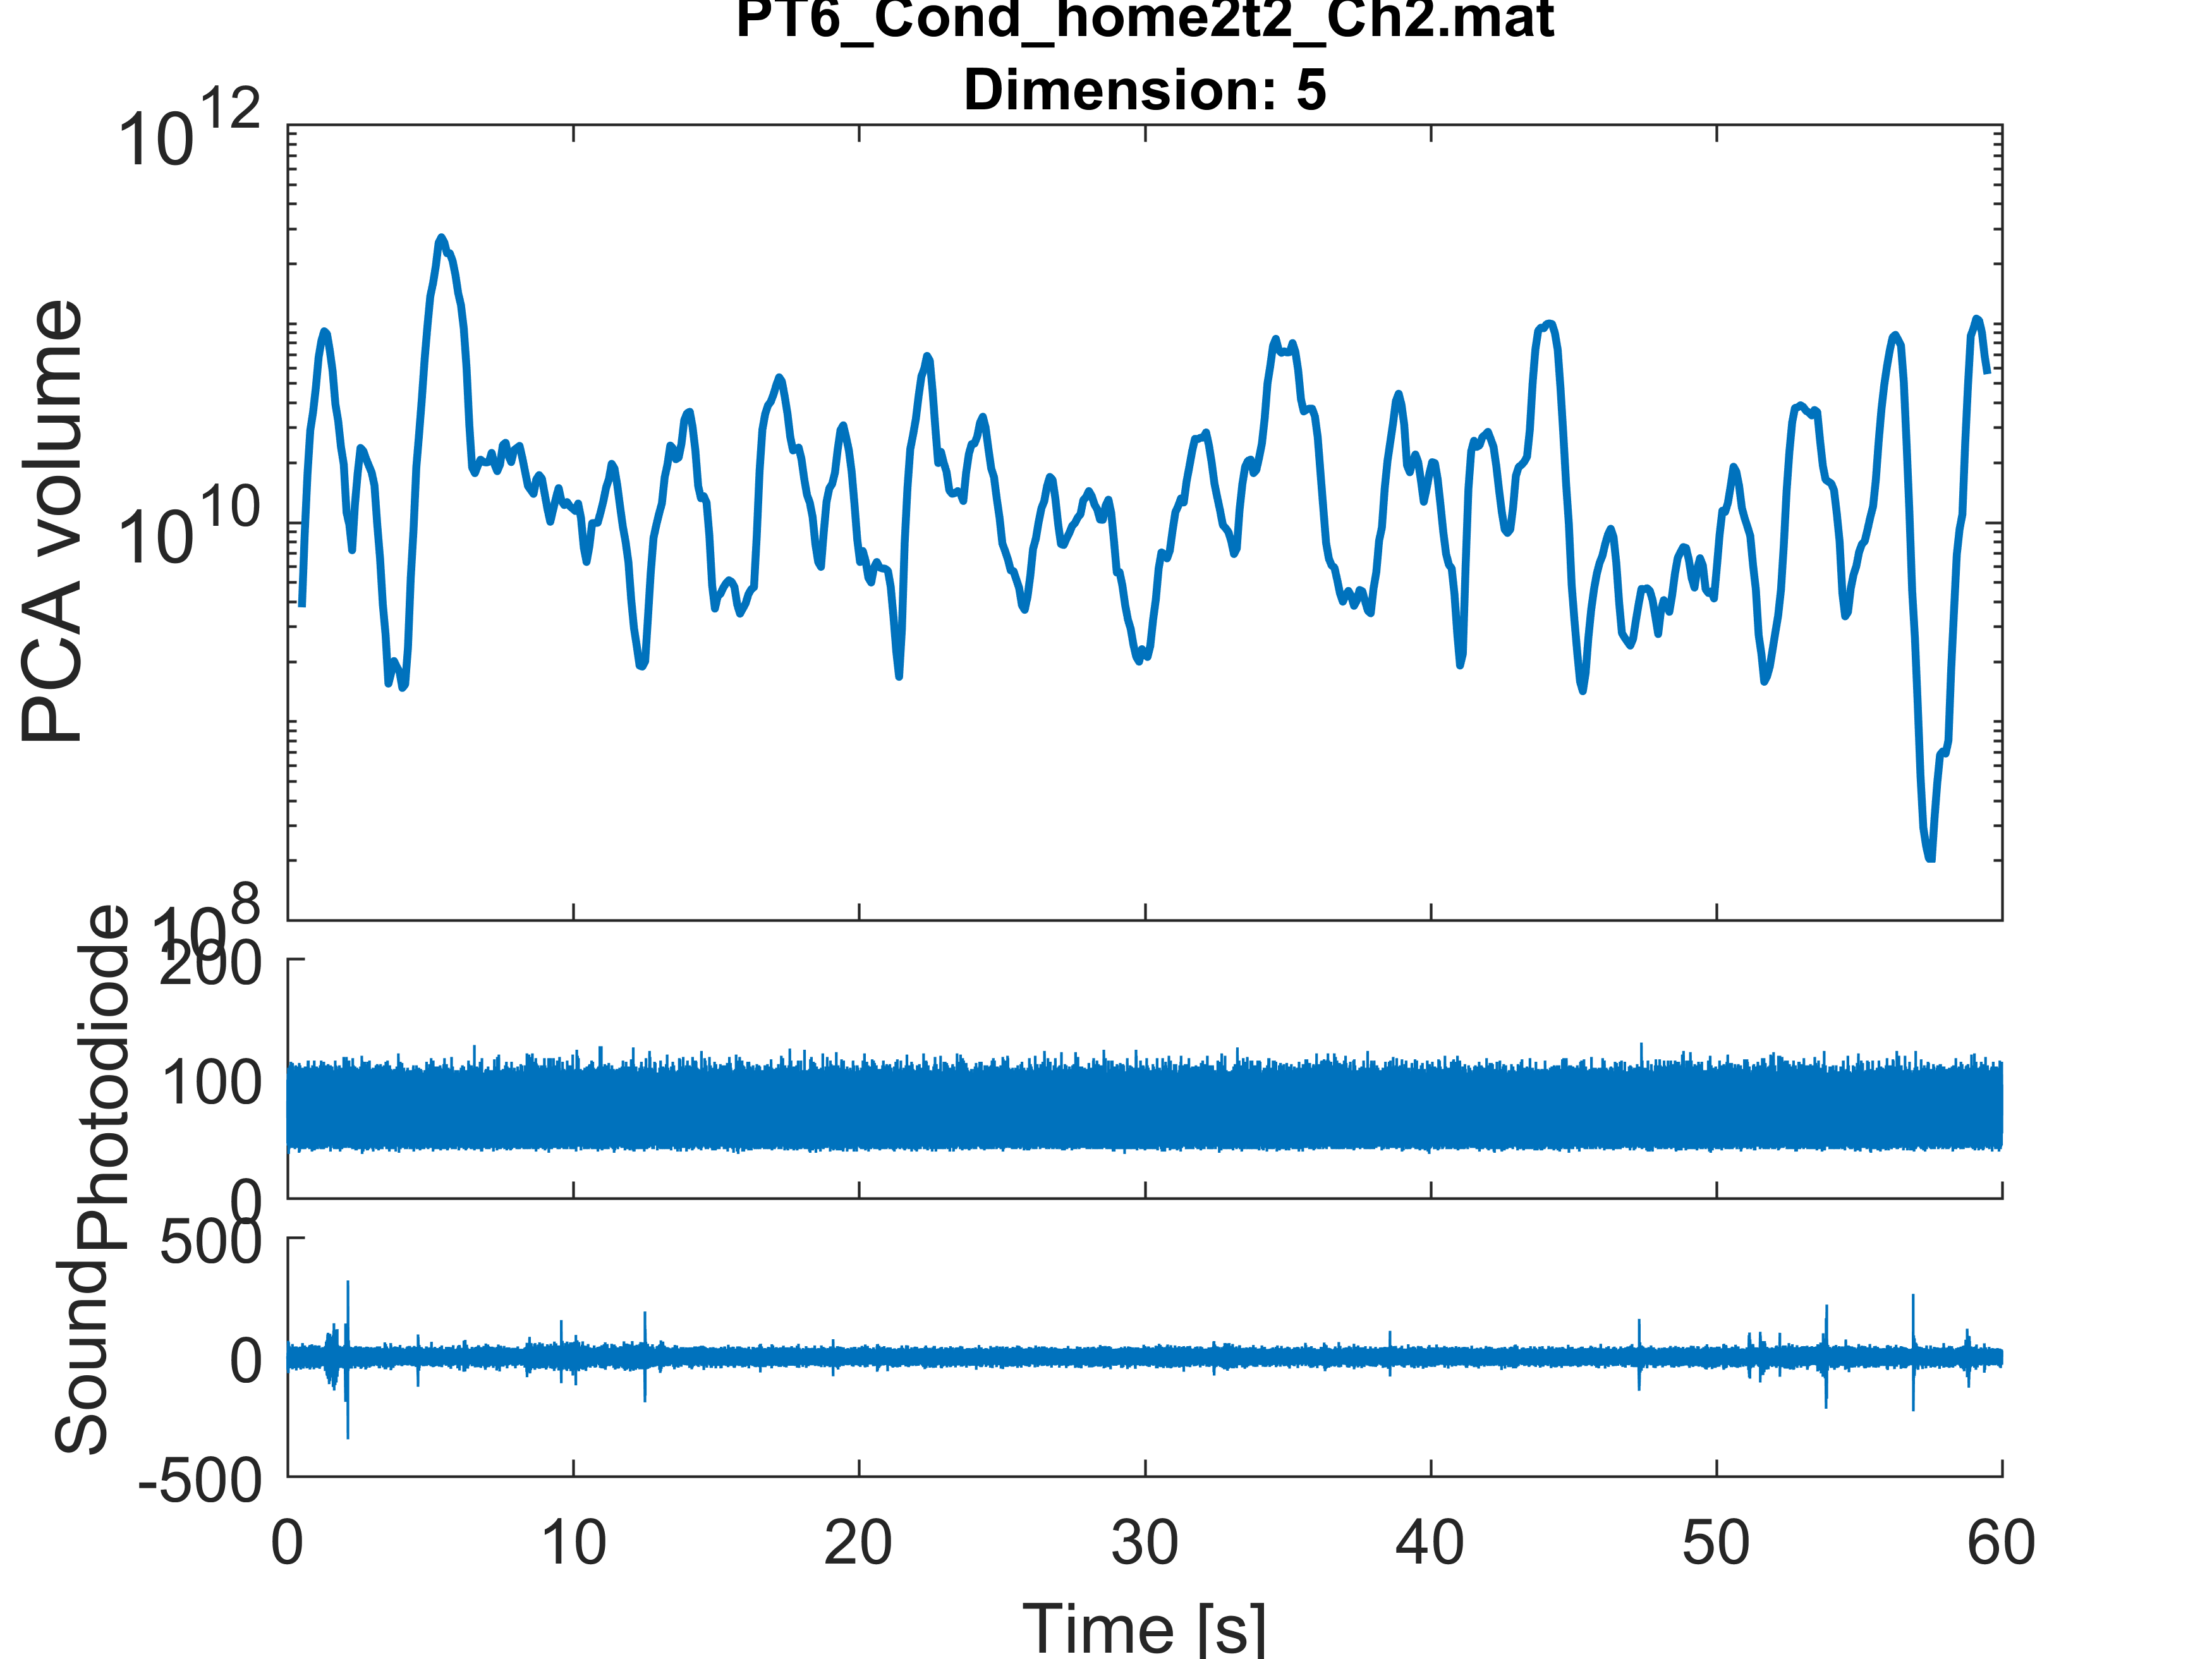 PT6_Cond_home2t2_Ch2.mat
Dimension: 5
PCA volume
10^12
10^10
10^8
Photodiode
200
100
0
Sound
500
0
-500
0 10 20 30 40 50 60
Time [s]